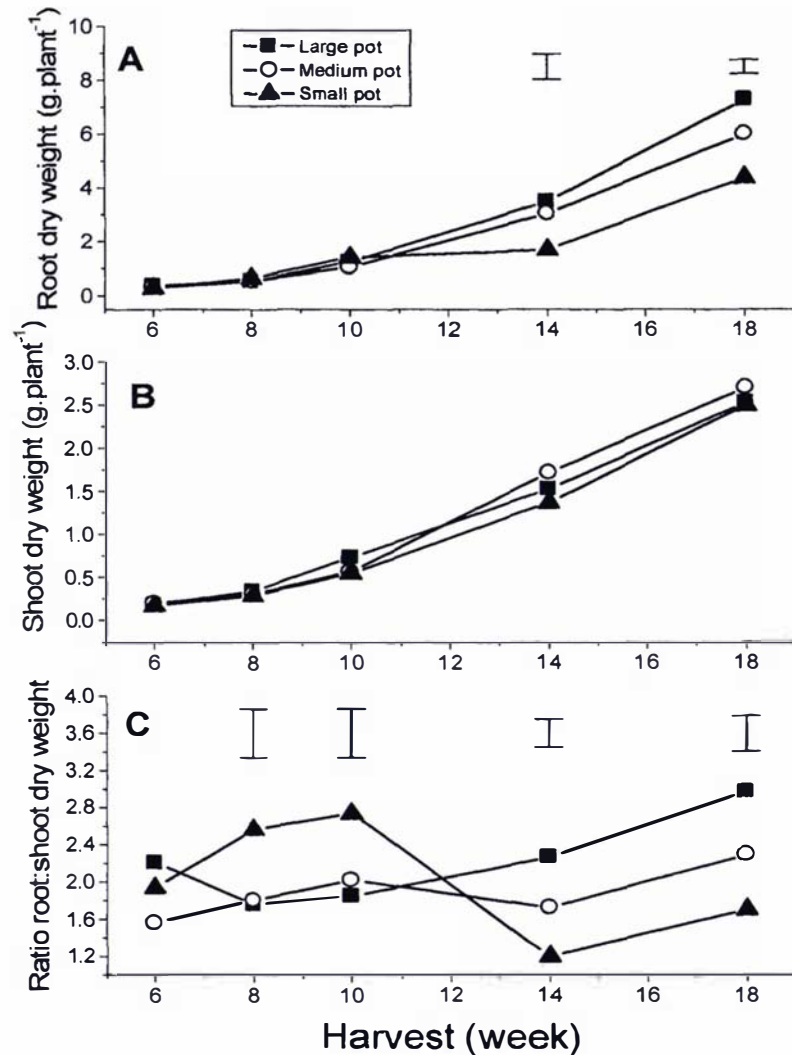 A
Large pot
Medium pot
Small pot
Root dry weight (g.plant⁻¹)
10
8
6
4
2
0
6 8 10 12 14 16 18
B
Shoot dry weight (g.plant⁻¹)
3.0
2.5
2.0
1.5
1.0
0.5
0.0
6 8 10 12 14 16 18
C
Ratio root:shoot dry weight
4.0
3.6
3.2
2.8
2.4
2.0
1.6
1.2
6 8 10 12 14 16 18
Harvest (week)